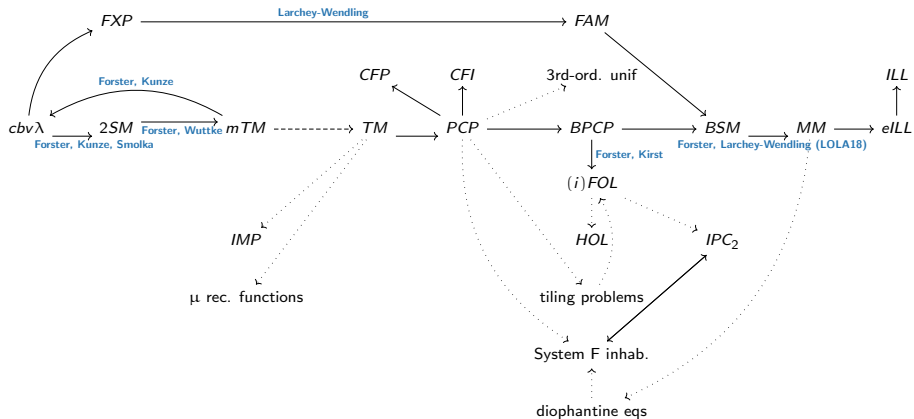 Larchey-Wendling
FXP FAM
CFP CFI 3rd-ord. unif ILL
Forster, Kunze
cbv λ 2SM mTM TM PCP BPCP BSM MM eILL
Forster, Wuttke
Forster, Kunze, Smolka
Forster, Larchey-Wendling (LOLA18)
Forster, Kirst
(i)FOL
IMP HOL IPC₂
μ rec. functions tiling problems
System F inhab.
diophantine eqs